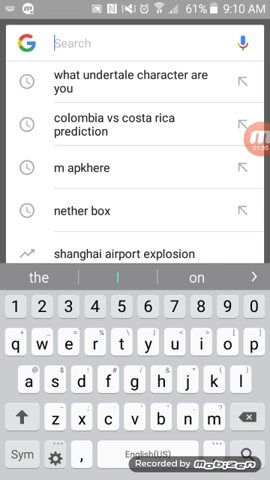 61% 9:10 AM
Search
what undertale character are
you
colombia vs costa rica
prediction
01:35
m apkhere
nether box
shanghai airport explosion
the I on
1 2 3 4 5 6 7 8 9 0
q w e r t y u i o p
a s d f g h j k l
z x c v b n m
Sym , English(US)
Recorded by mobizen